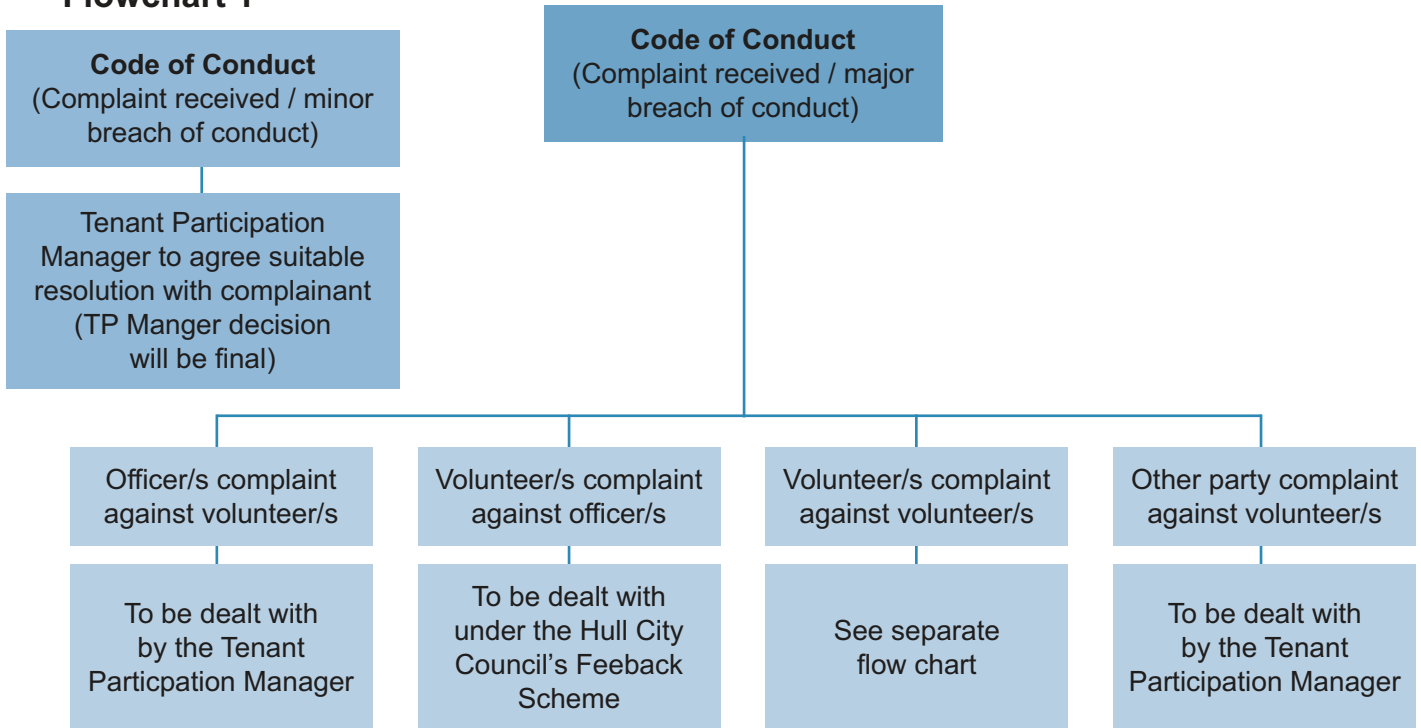 Flowchart 1
Code of Conduct
(Complaint received / minor
breach of conduct)
Tenant Participation
Manager to agree suitable
resolution with complainant
(TP Manger decision
will be final)
Code of Conduct
(Complaint received / major
breach of conduct)
Officer/s complaint
against volunteer/s
To be dealt with
by the Tenant
Particpation Manager
Volunteer/s complaint
against officer/s
To be dealt with
under the Hull City
Council’s Feeback
Scheme
Volunteer/s complaint
against volunteer/s
See separate
flow chart
Other party complaint
against volunteer/s
To be dealt with
by the Tenant
Participation Manager